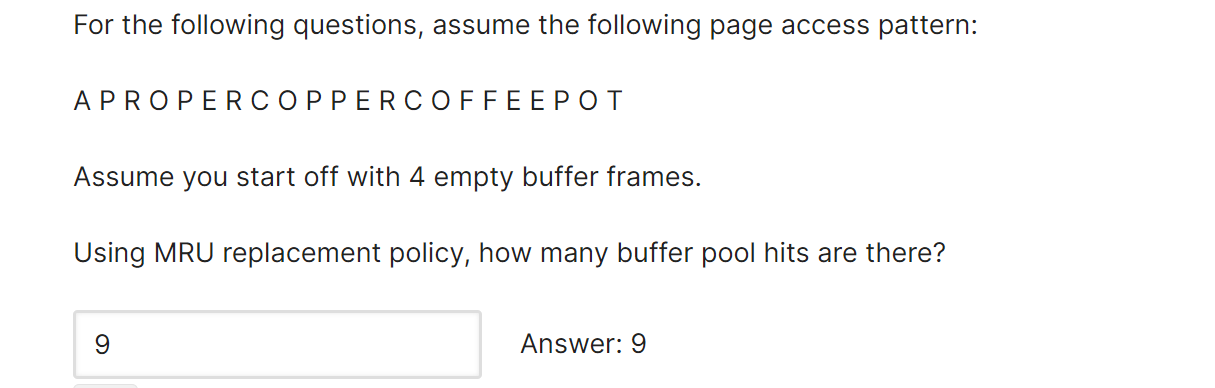 For the following questions, assume the following page access pattern:
A P R O P E R C O P P E R C O F F E E P O T
Assume you start off with 4 empty buffer frames.
Using MRU replacement policy, how many buffer pool hits are there?
9 Answer: 9